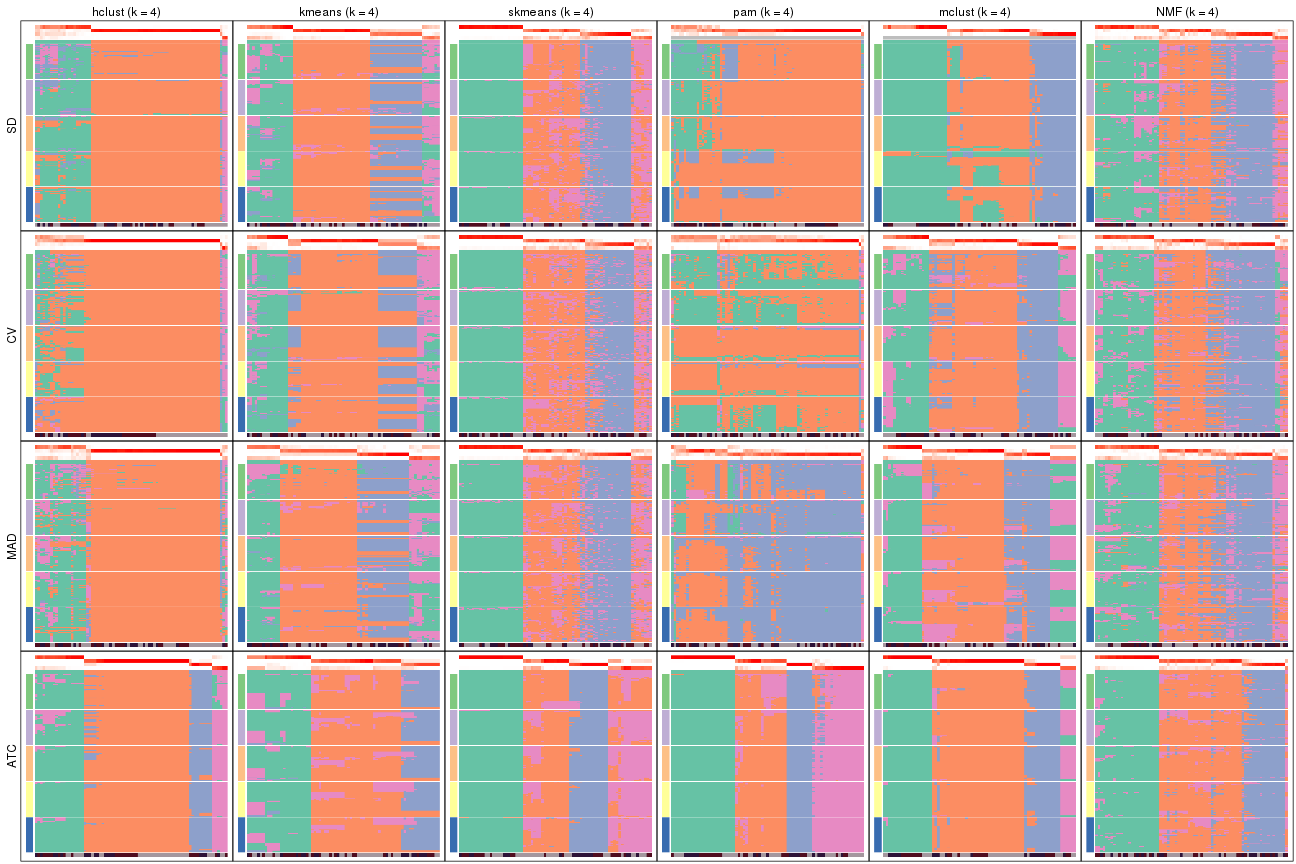 hclust (k = 4)
kmeans (k = 4)
skmeans (k = 4)
pam (k = 4)
mclust (k = 4)
NMF (k = 4)
SD
CV
MAD
ATC